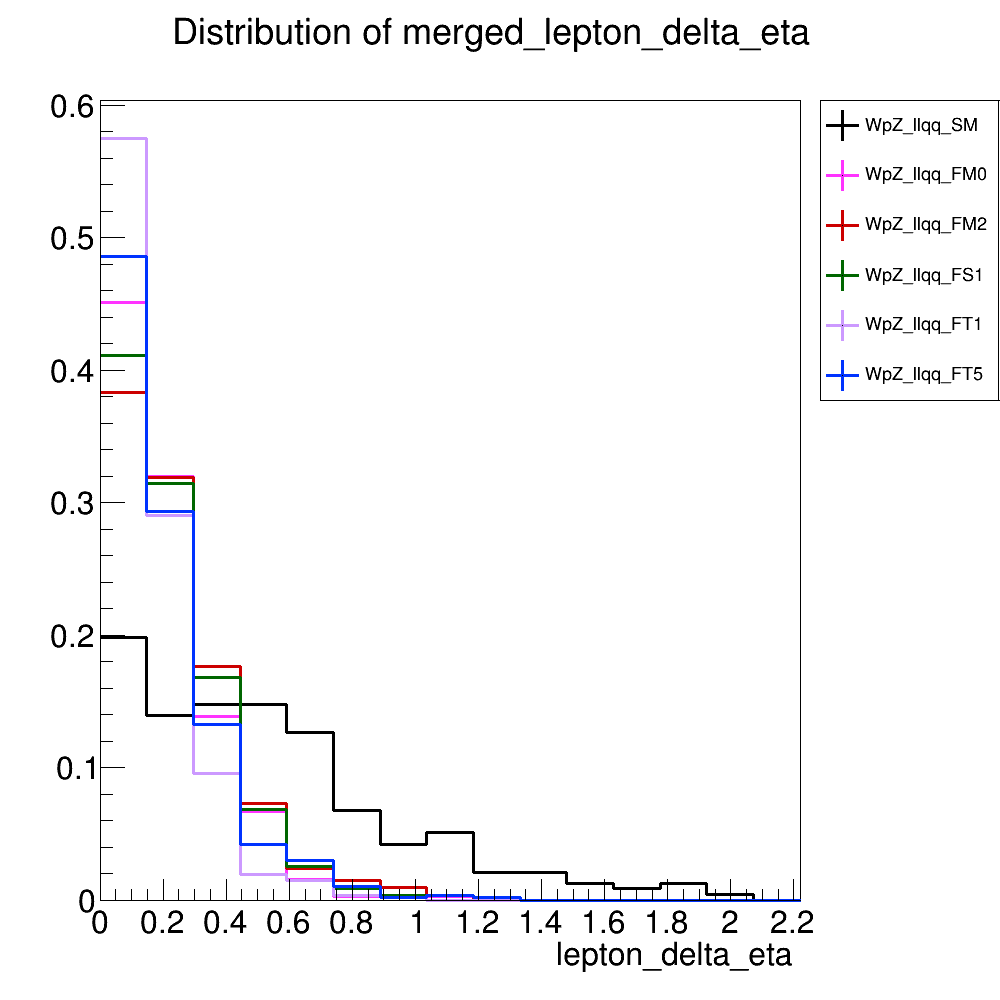 Distribution of merged_lepton_delta_eta
0.6
0.5
0.4
0.3
0.2
0.1
0
0 0.2 0.4 0.6 0.8 1 1.2 1.4 1.6 1.8 2 2.2
lepton_delta_eta
WpZ_llqq_SM
WpZ_llqq_FM0
WpZ_llqq_FM2
WpZ_llqq_FS1
WpZ_llqq_FT1
WpZ_llqq_FT5